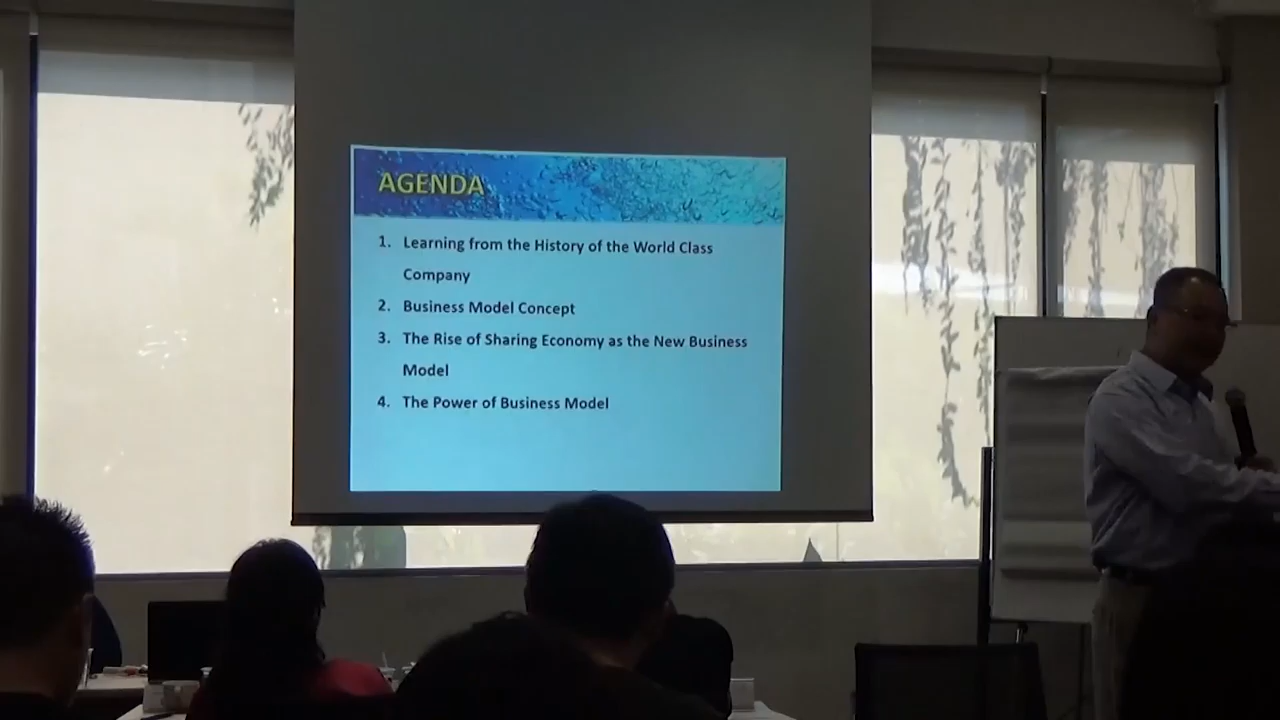 AGENDA
1. Learning from the History of the World Class
Company
2. Business Model Concept
3. The Rise of Sharing Economy as the New Business
Model
4. The Power of Business Model